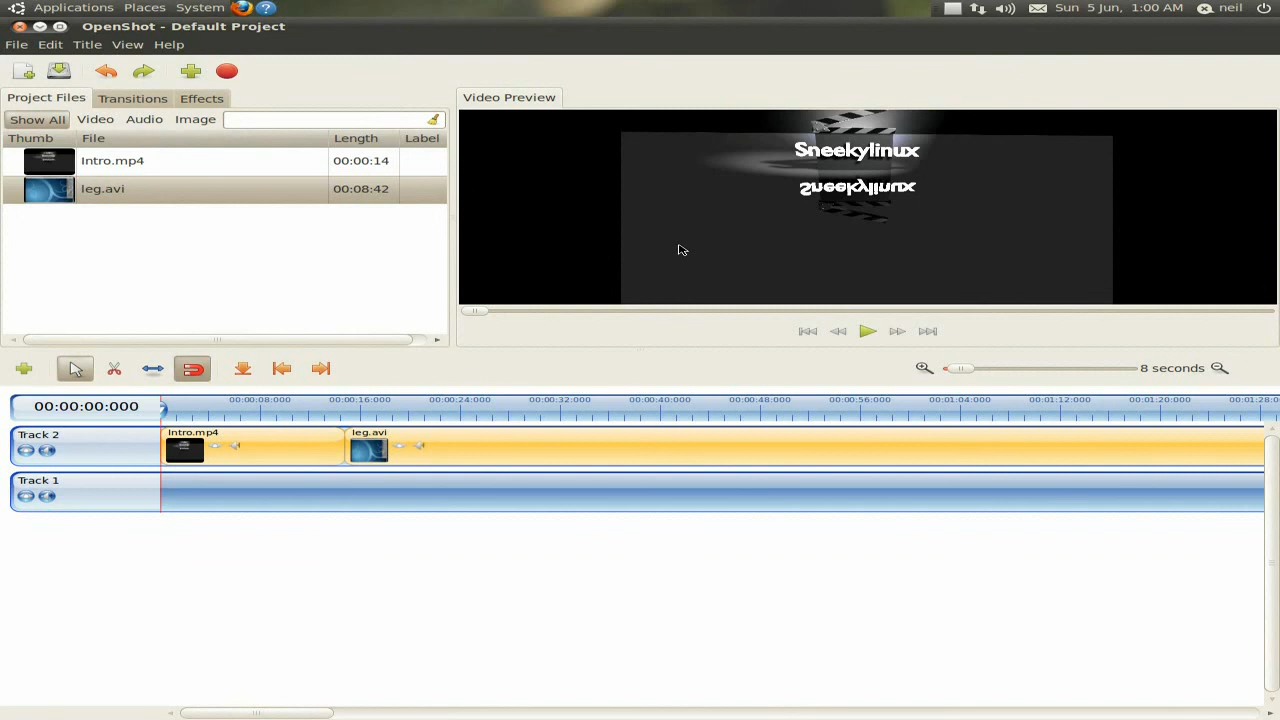 Applications Places System ? Sun 5 Jun, 1:00 AM neil
OpenShot - Default Project
File Edit Title View Help
Project Files Transitions Effects
Video Preview
Show All Video Audio Image
Thumb File Length Label
Intro.mp4 00:00:14
leg.avi 00:08:42
Sneekylinux
Sneekylinux
8 seconds
00:00:00:000
00:00:08:000 00:00:16:000 00:00:24:000 00:00:32:000 00:00:40:000 00:00:48:000 00:00:56:000 00:01:04:000 00:01:12:000 00:01:20:000 00:01:28:0
Track 2
Intro.mp4 leg.avi
Track 1